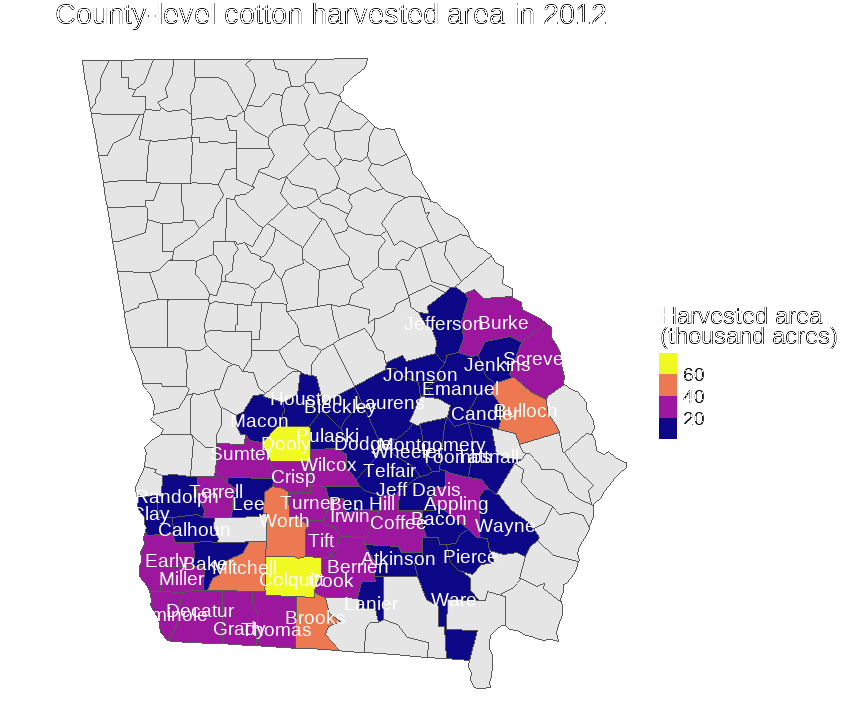 County-level cotton harvested area in 2012
Harvested area
(thousand acres)
60
40
20
Jefferson
Burke
Jenkins
Screve
Johnson
Emanuel
Houston
Bleckley
Laurens
Candler
Bulloch
Macon
Pulaski
Dooly
Dodge
Montgomery
Wheeler
Toombs
Sumter
Wilcox
Telfair
Crisp
Terrell
Randolph
Jeff Davis
Lee
Turner
Ben Hill
Appling
Clay
Worth
Irwin
Coffee
Bacon
Calhoun
Wayne
Tift
Early
Baker
Mitchell
Berrien
Atkinson
Pierce
Miller
Colquitt
Cook
Lanier
Ware
Decatur
minole
Brooks
Grady
Thomas